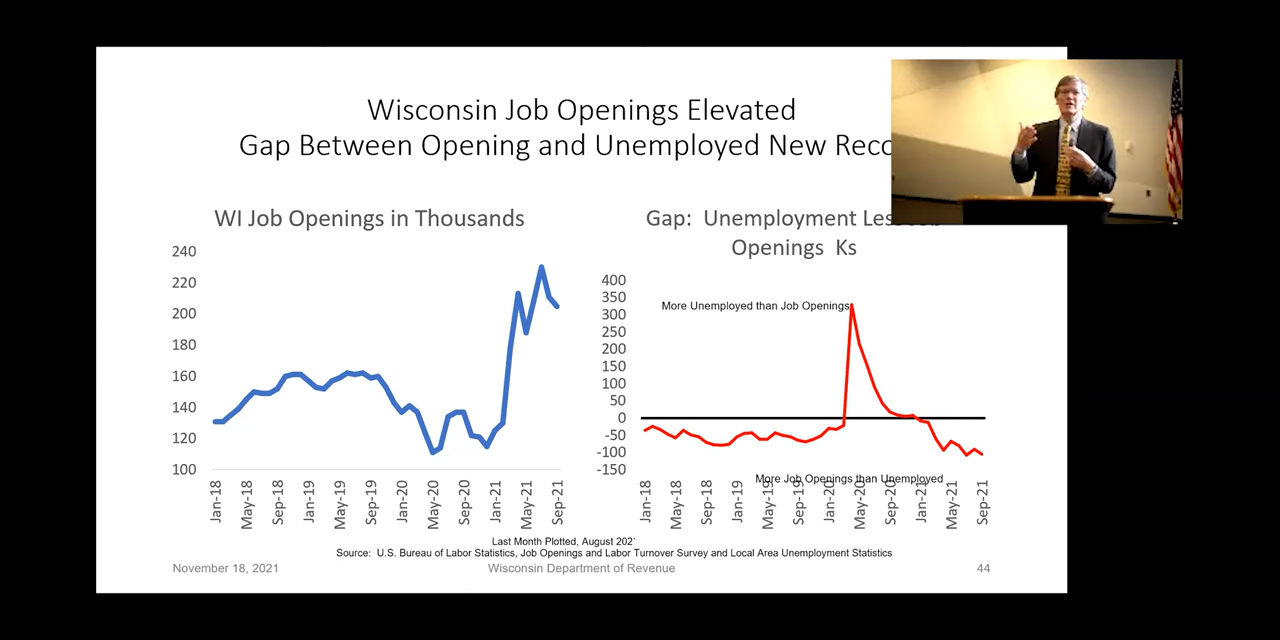 Wisconsin Job Openings Elevated
Gap Between Opening and Unemployed New
WI Job Openings in Thousands
240
220
200
180
160
140
120
100
Jan-18
May-18
Sep-18
Jan-19
May-19
Sep-19
Jan-20
May-20
Sep-20
Jan-21
May-21
Sep-21
Gap: Unemployment
Openings Ks
400
350
300
250
200
150
100
50
0
-50
-100
-150
More Unemployed than Job Openings
More Job Openings than Unemployed
Jan-18
May-18
Sep-18
Jan-19
May-19
Sep-19
Jan-20
May-20
Sep-20
Jan-21
May-21
Sep-21
Last Month Plotted, August
Source: U.S. Bureau of Labor Statistics, Job Openings and Labor Turnover Survey and Local Area Unemployment Statistics
November 18, 2021
Wisconsin Department of Revenue
44